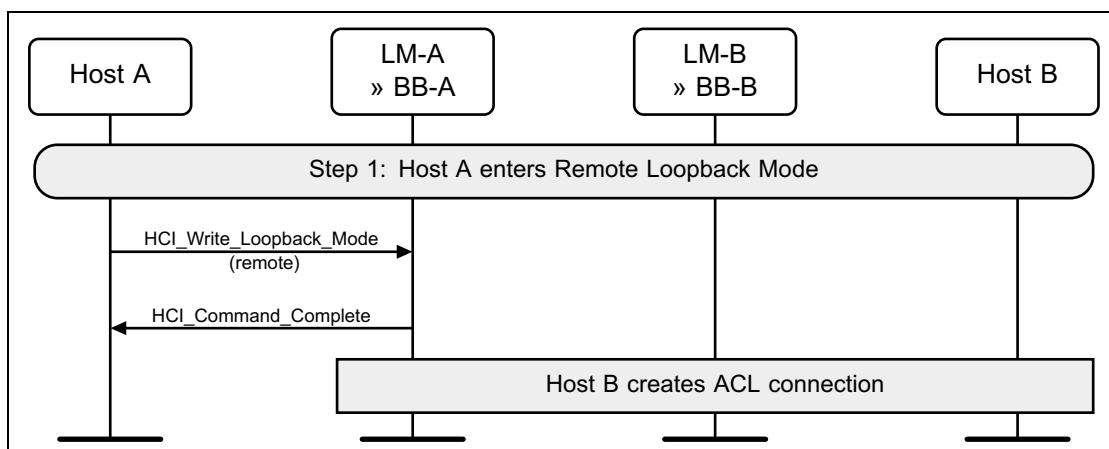 Host A
LM-A
» BB-A
LM-B
» BB-B
Host B
Step 1:  Host A enters Remote Loopback Mode
HCI_Write_Loopback_Mode
(remote)
HCI_Command_Complete
Host B creates ACL connection